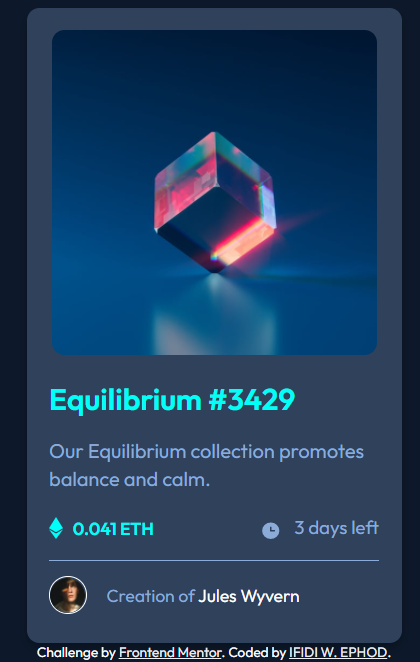 Equilibrium #3429
Our Equilibrium collection promotes
balance and calm.
0.041 ETH 3 days left
Creation of Jules Wyvern
Challenge by Frontend Mentor. Coded by IFIDI W. EPHOD.